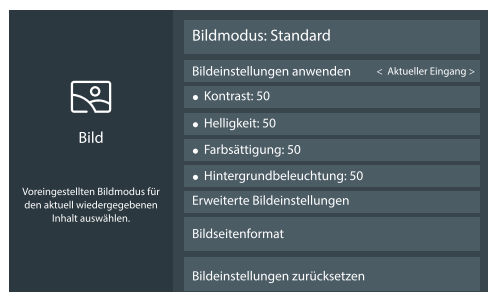 Bild
Voreingestellten Bildmodus für
den aktuell wiedergegebenen
Inhalt auswählen.
Bildmodus: Standard
Bildeinstellungen anwenden < Aktueller Eingang >
• Kontrast: 50
• Helligkeit: 50
• Farbsättigung: 50
• Hintergrundbeleuchtung: 50
Erweiterte Bildeinstellungen
Bildseitenformat
Bildeinstellungen zurücksetzen